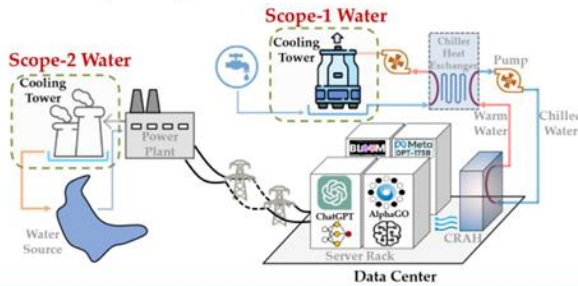 Scope-1 Water
Scope-2 Water
Cooling
Tower
Cooling
Tower
Chiller
Heat
Exchanger
Pump
Power
Plant
Warm
Water
Chilled
Water
BLOOM
Meta
OPT-175B
ChatGPT
AlphaGO
Water
Source
CRAH
Server Rack
Data Center